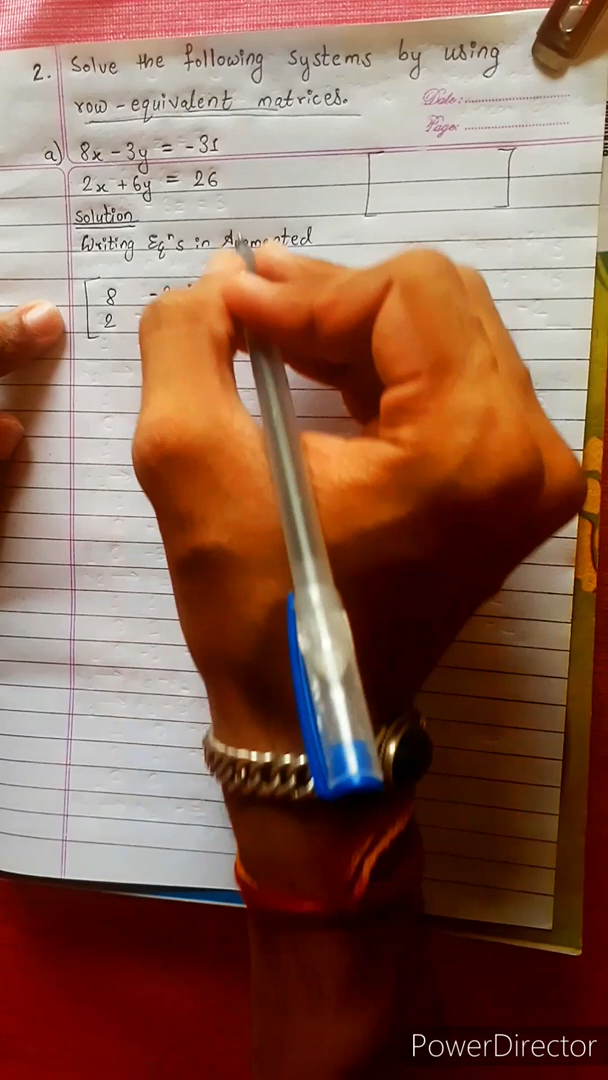 2. Solve the following systems by using
row-equivalent matrices.
Date:
Page:
a) 8x - 3y = -31
2x + 6y = 26
Solution
Writing Eqⁿs in Augmented
8
2
PowerDirector